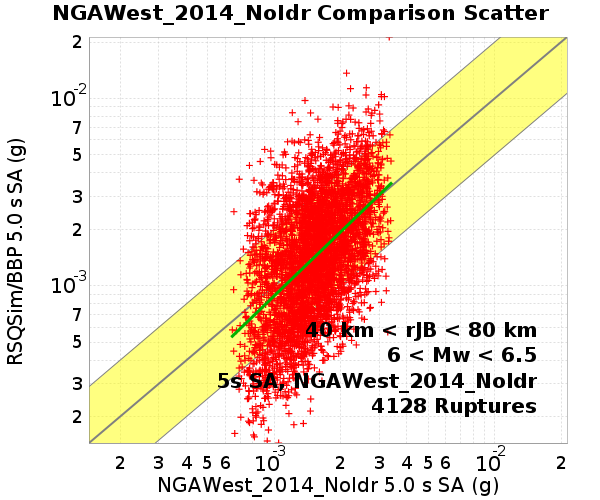 NGAWest_2014_NoIdr Comparison Scatter
RSQSim/BBP 5.0 s SA (g)
2
10-2
7
5
3
2
10-3
7
5
3
2
40 km < rJB < 80 km
6 < Mw < 6.5
5s SA, NGAWest_2014_NoIdr
4128 Ruptures
2 3 4 5 6 10-3 2 3 4 5 6 10-2 2
NGAWest_2014_NoIdr 5.0 s SA (g)